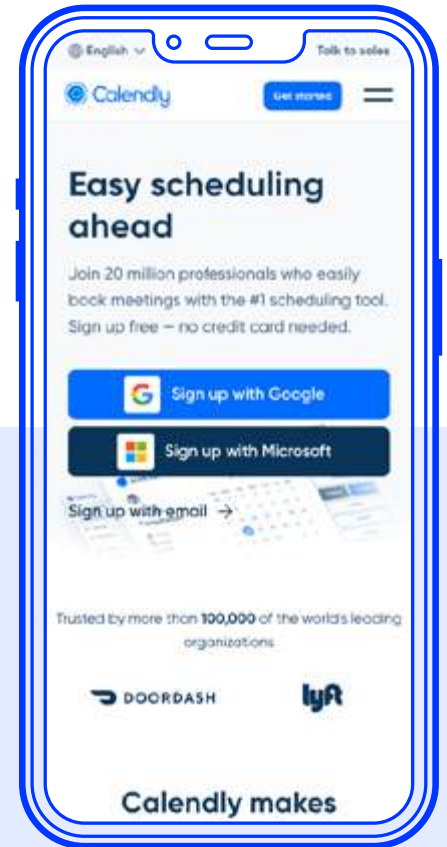 English
Talk to sales
Calendly
Get started
Easy scheduling
ahead
Join 20 million professionals who easily
book meetings with the #1 scheduling tool.
Sign up free — no credit card needed.
Sign up with Google
Sign up with Microsoft
Sign up with email →
Trusted by more than 100,000 of the world's leading
organizations
DOORDASH
lyft
Calendly makes